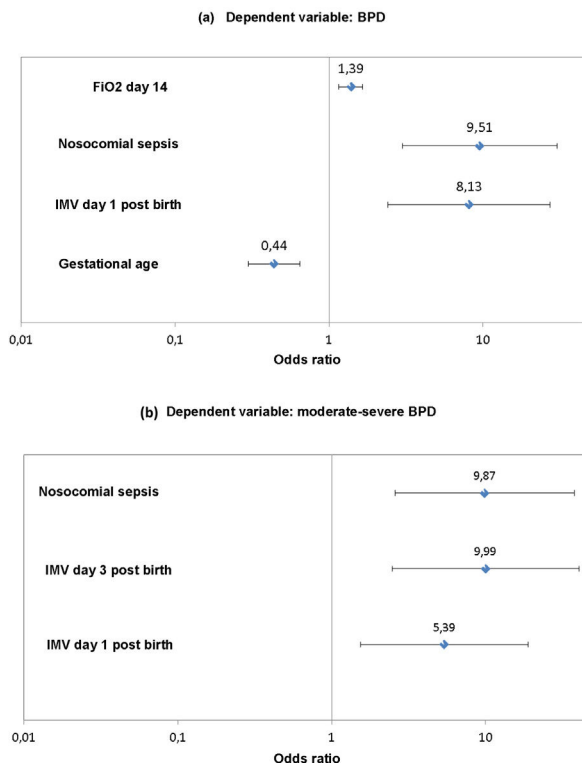 (a) Dependent variable: BPD
1,39
FiO2 day 14
9,51
Nosocomial sepsis
8,13
IMV day 1 post birth
0,44
Gestational age
0,01 0,1 1 10
Odds ratio
(b) Dependent variable: moderate-severe BPD
9,87
Nosocomial sepsis
9,99
IMV day 3 post birth
5,39
IMV day 1 post birth
0,01 0,1 1 10
Odds ratio